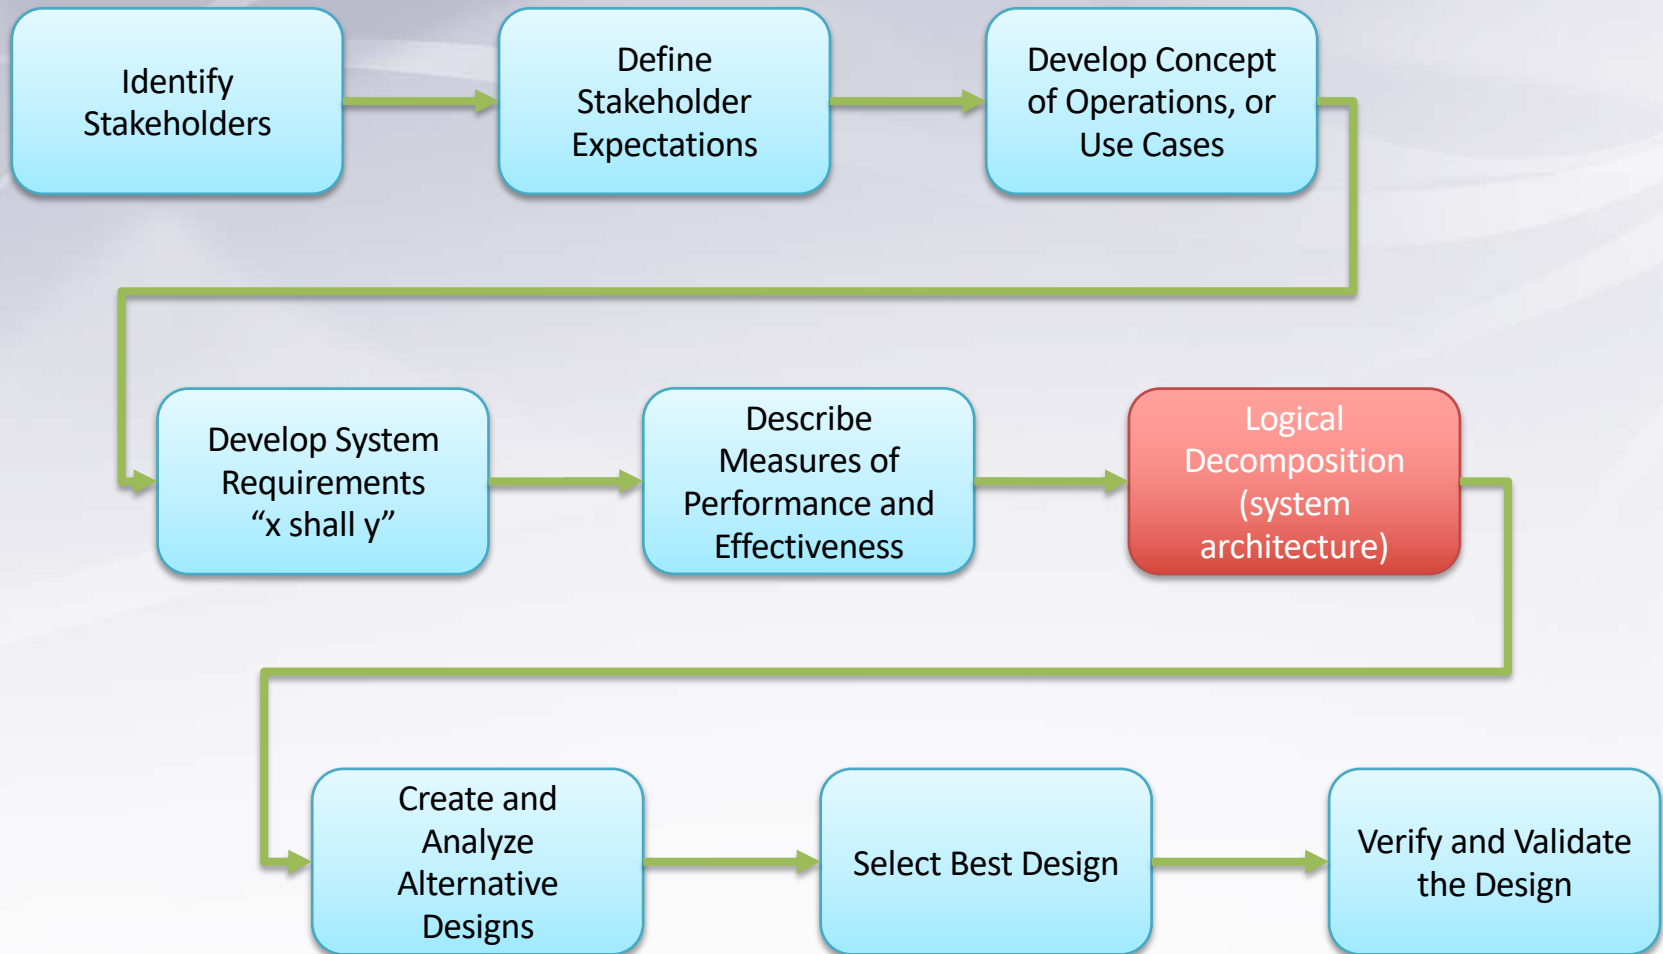 Identify
Stakeholders
Define
Stakeholder
Expectations
Develop Concept
of Operations, or
Use Cases
Develop System
Requirements
“x shall y”
Describe
Measures of
Performance and
Effectiveness
Logical
Decomposition
(system
architecture)
Create and
Analyze
Alternative
Designs
Select Best Design
Verify and Validate
the Design